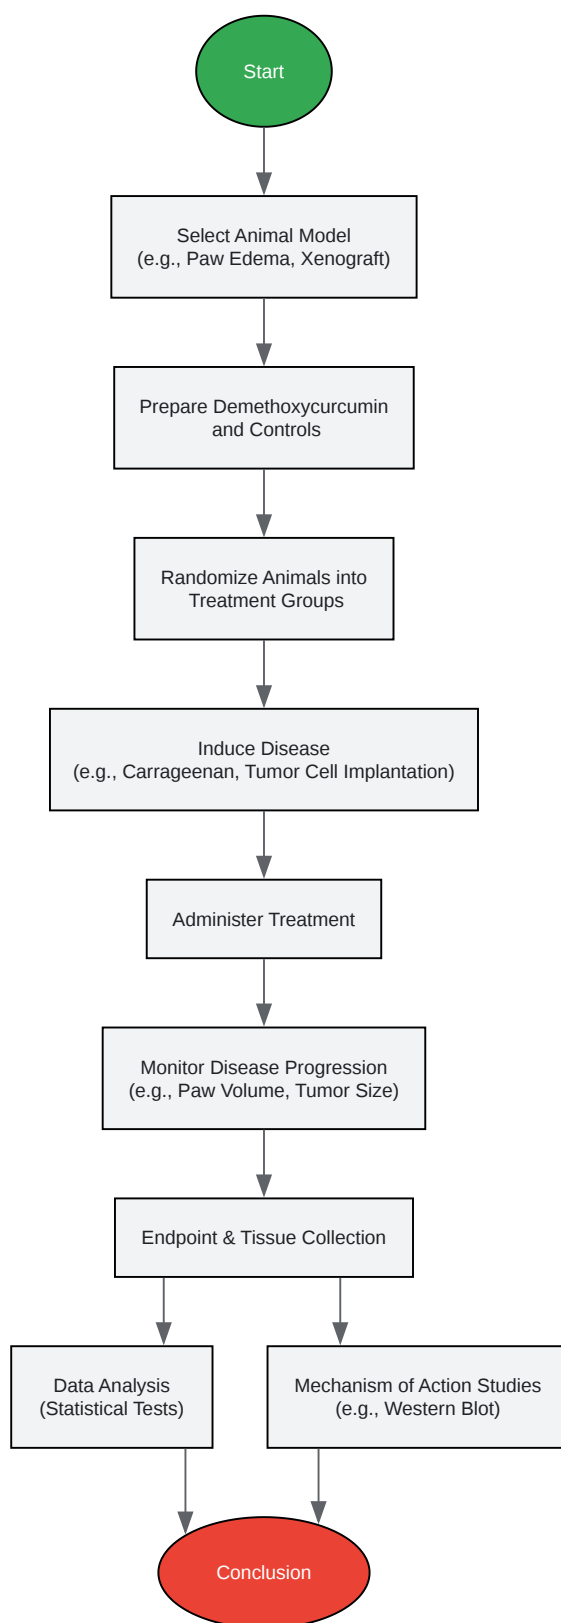 Start
Select Animal Model
(e.g., Paw Edema, Xenograft)
Prepare Demethoxycurcumin
and Controls
Randomize Animals into
Treatment Groups
Induce Disease
(e.g., Carrageenan, Tumor Cell Implantation)
Administer Treatment
Monitor Disease Progression
(e.g., Paw Volume, Tumor Size)
Endpoint & Tissue Collection
Data Analysis
(Statistical Tests)
Mechanism of Action Studies
(e.g., Western Blot)
Conclusion